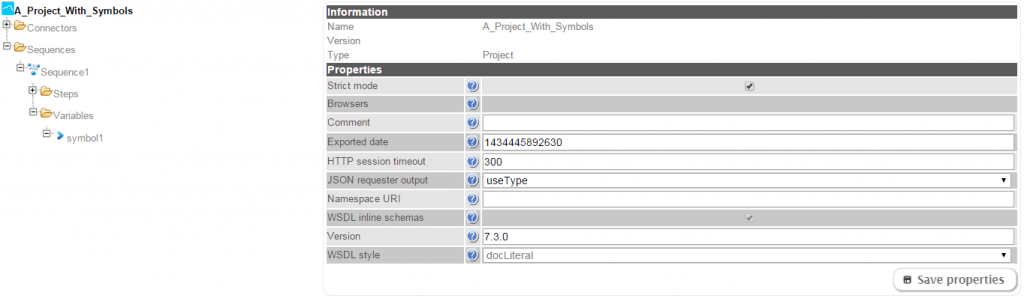 A_Project_With_Symbols
Connectors
Sequences
Sequence1
Steps
Variables
symbol1
Information
Name A_Project_With_Symbols
Version
Type Project
Properties
Strict mode
Browsers
Comment
Exported date 1434445892630
HTTP session timeout 300
JSON requester output useType
Namespace URI
WSDL inline schemas
Version 7.3.0
WSDL style docLiteral
Save properties